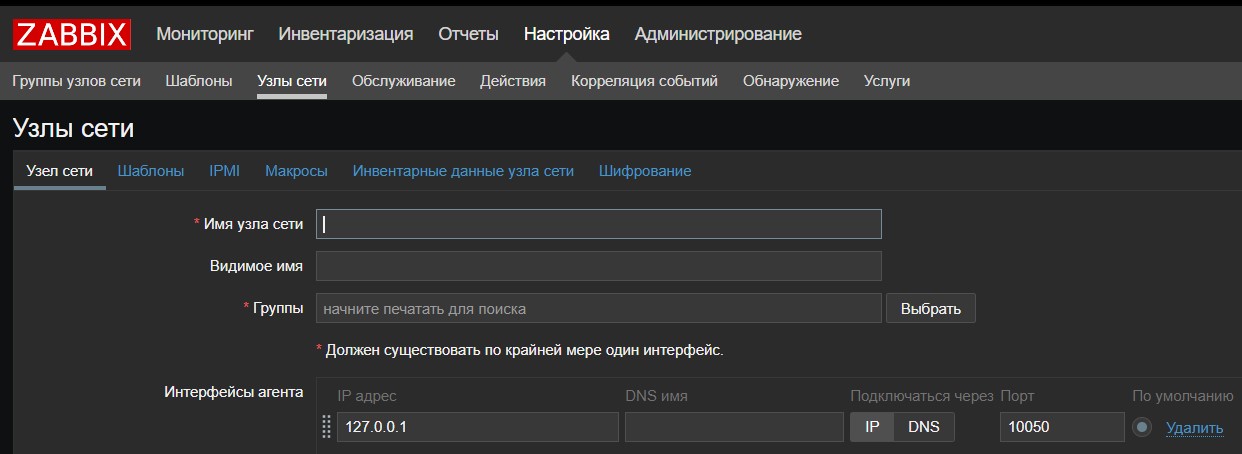 ZABBIX Мониторинг Инвентаризация Отчеты Настройка Администрирование
Группы узлов сети Шаблоны Узлы сети Обслуживание Действия Корреляция событий Обнаружение Услуги
Узлы сети
Узел сети Шаблоны IPMI Макросы Инвентарные данные узла сети Шифрование
* Имя узла сети
Видимое имя
* Группы начните печатать для поиска Выбрать
* Должен существовать по крайней мере один интерфейс.
Интерфейсы агента IP адрес DNS имя Подключаться через Порт По умолчанию
127.0.0.1 IP DNS 10050 Удалить